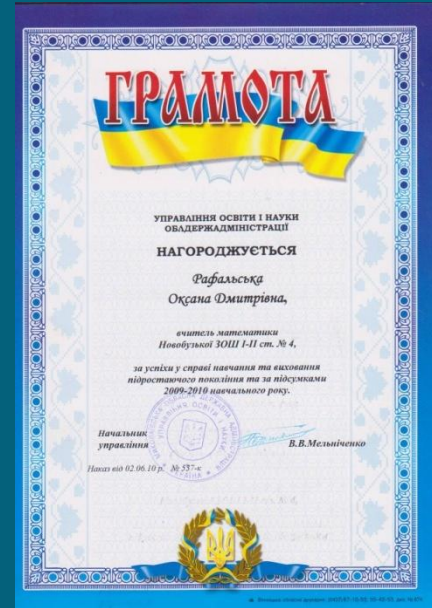 ГРАМОТА
УПРАВЛІННЯ ОСВІТИ І НАУКИ
ОБЛДЕРЖАДМІНІСТРАЦІЇ
НАГОРОДЖУЄТЬСЯ
Рафальська
Оксана Дмитрівна,
вчитель математики
Новобузької ЗОШ І-ІІ ст. № 4,
за успіхи у справі навчання та виховання
підростаючого покоління та за підсумками
2009-2010 навчального року.
Начальник
управління
В.В.Мельніченко
Наказ від 02.06.10 р. № 537-к
УКРАЇНА